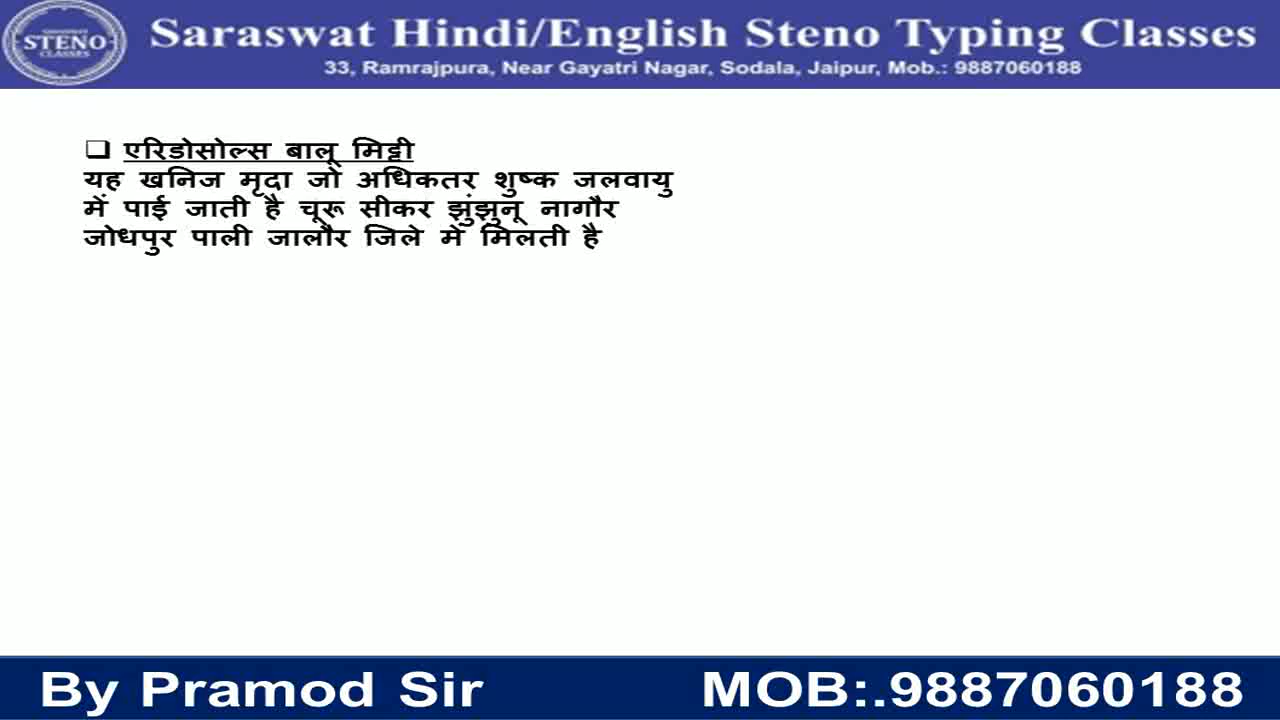 STENO
CLASSES
Saraswat Hindi/English Steno Typing Classes
33, Ramrajpura, Near Gayatri Nagar, Sodala, Jaipur, Mob.: 9887060188
❑ एरिडोसोल्स बालू मिट्टी
यह खनिज मृदा जो अधिकतर शुष्क जलवायु
में पाई जाती है चूरू सीकर झुंझुनू नागौर
जोधपुर पाली जालौर जिले में मिलती है
By Pramod Sir
MOB:.9887060188